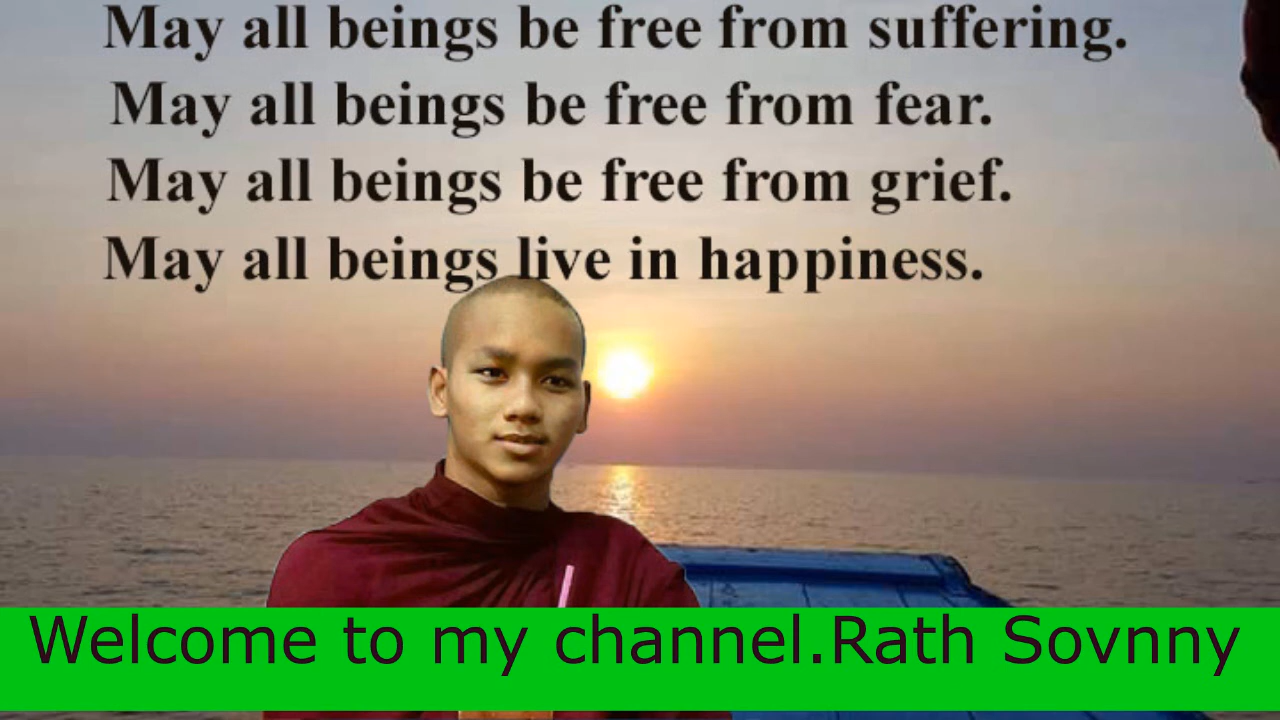 May all beings be free from suffering.
May all beings be free from fear.
May all beings be free from grief.
May all beings live in happiness.
Welcome to my channel.Rath Sovnny